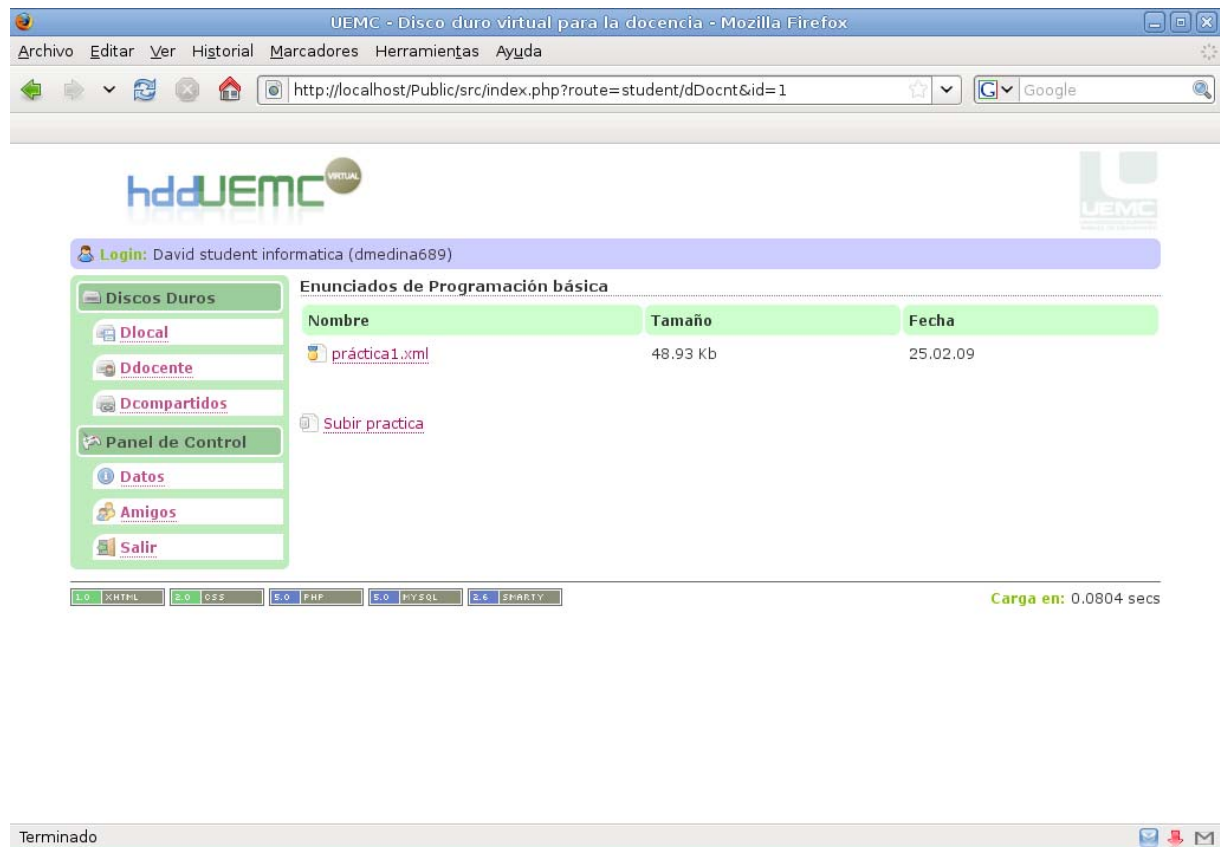 UEMC - Disco duro virtual para la docencia - Mozilla Firefox
Archivo Editar Ver Historial Marcadores Herramientas Ayuda
http://localhost/Public/src/index.php?route=student/dDocnt&id=1
G Google
hddUEMC VIRTUAL
UEMC
Login: David student informatica (dmedina689)
Discos Duros
Dlocal
Ddocente
Dcompartidos
Panel de Control
Datos
Amigos
Salir
Enunciados de Programación básica
Nombre Tamaño Fecha
práctica1.xml 48.93 Kb 25.02.09
Subir practica
1.0 XHTML 2.0 CSS 5.0 PHP 5.0 MYSQL 2.6 SMARTY
Carga en: 0.0804 secs
Terminado